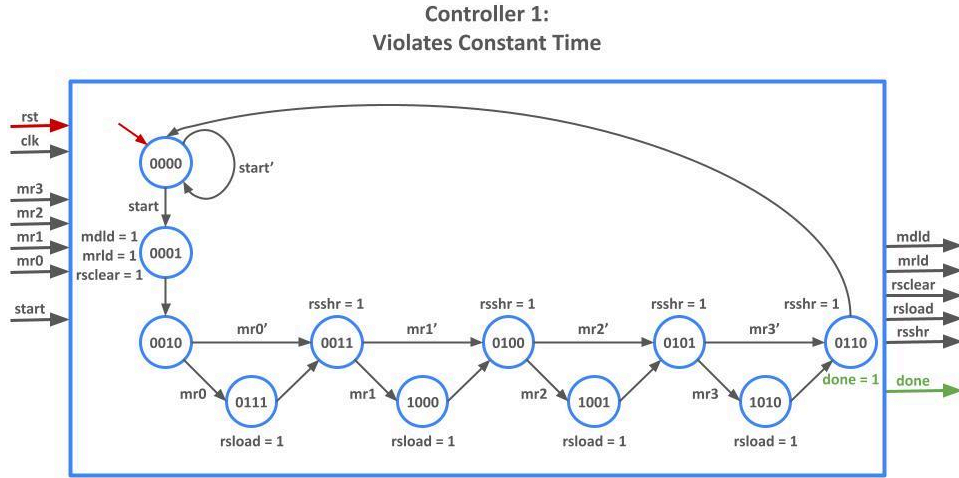 Controller 1:
Violates Constant Time
rst
clk
mr3
mr2
mr1
mr0
start
0000
start’
start
mdld = 1
mrld = 1
rsclear = 1
0001
0010
mr0’
rsshr = 1
0011
mr1’
rsshr = 1
0100
mr2’
rsshr = 1
0101
mr3’
rsshr = 1
0110
done = 1
mr0
0111
rsload = 1
mr1
1000
rsload = 1
mr2
1001
rsload = 1
mr3
1010
rsload = 1
mdld
mrld
rsclear
rsload
rsshr
done